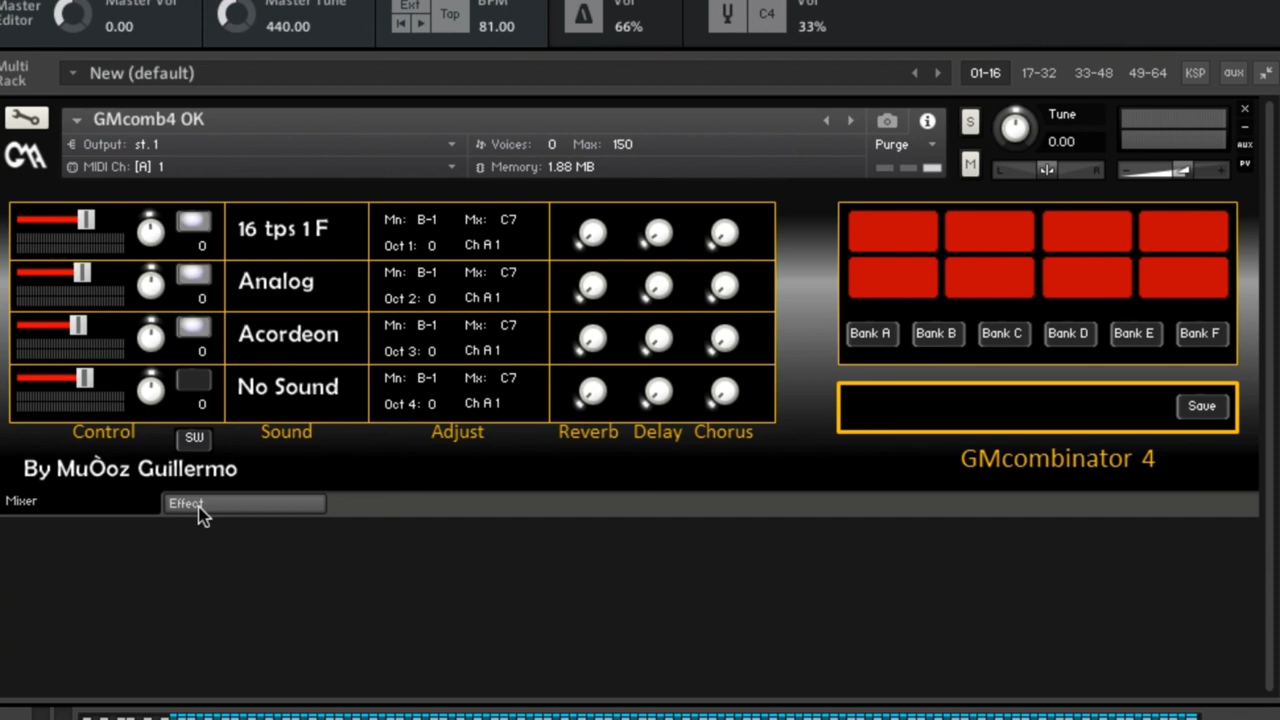 Master Editor
Master Vol
0.00
Master Tune
440.00
Ext
Tap
BPM
81.00
Vol
66%
C4
Vol
33%
Multi Rack
New (default)
01-16 17-32 33-48 49-64 KSP aux
GMcomb4 OK
Output: st. 1
Voices: 0 Max: 150
Purge
MIDI Ch: [A] 1
Memory: 1.88 MB
S
M
Tune
0.00
L R
- +
×
-
AUX
PV
0
16 tps 1 F
Mn: B-1 Mx: C7
Oct 1: 0 Ch A 1
0
Analog
Mn: B-1 Mx: C7
Oct 2: 0 Ch A 1
0
Acordeon
Mn: B-1 Mx: C7
Oct 3: 0 Ch A 1
0
No Sound
Mn: B-1 Mx: C7
Oct 4: 0 Ch A 1
Control SW Sound Adjust Reverb Delay Chorus
Bank A Bank B Bank C Bank D Bank E Bank F
Save
By MuÒoz Guillermo
GMcombinator 4
Mixer Effect